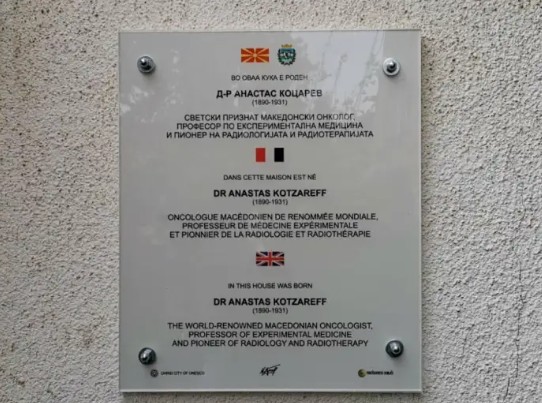 ВО ОВАА КУЌА Е РОДЕН
Д-Р АНАСТАС КОЦАРЕВ
(1890-1931)
СВЕТСКИ ПРИЗНАТ МАКЕДОНСКИ ОНКОЛОГ,
ПРОФЕСОР ПО ЕКСПЕРИМЕНТАЛНА МЕДИЦИНА
И ПИОНЕР НА РАДИОЛОГИЈАТА И РАДИОТЕРАПИЈАТА
DANS CETTE MAISON EST NÉ
DR ANASTAS KOTZAREFF
(1890-1931)
ONCOLOGUE MACÉDONIEN DE RENOMMÉE MONDIALE,
PROFESSEUR DE MÉDECINE EXPÉRIMENTALE
ET PIONNIER DE LA RADIOLOGIE ET RADIOTHÉRAPIE
IN THIS HOUSE WAS BORN
DR ANASTAS KOTZAREFF
(1890-1931)
THE WORLD-RENOWNED MACEDONIAN ONCOLOGIST,
PROFESSOR OF EXPERIMENTAL MEDICINE
AND PIONEER OF RADIOLOGY AND RADIOTHERAPY